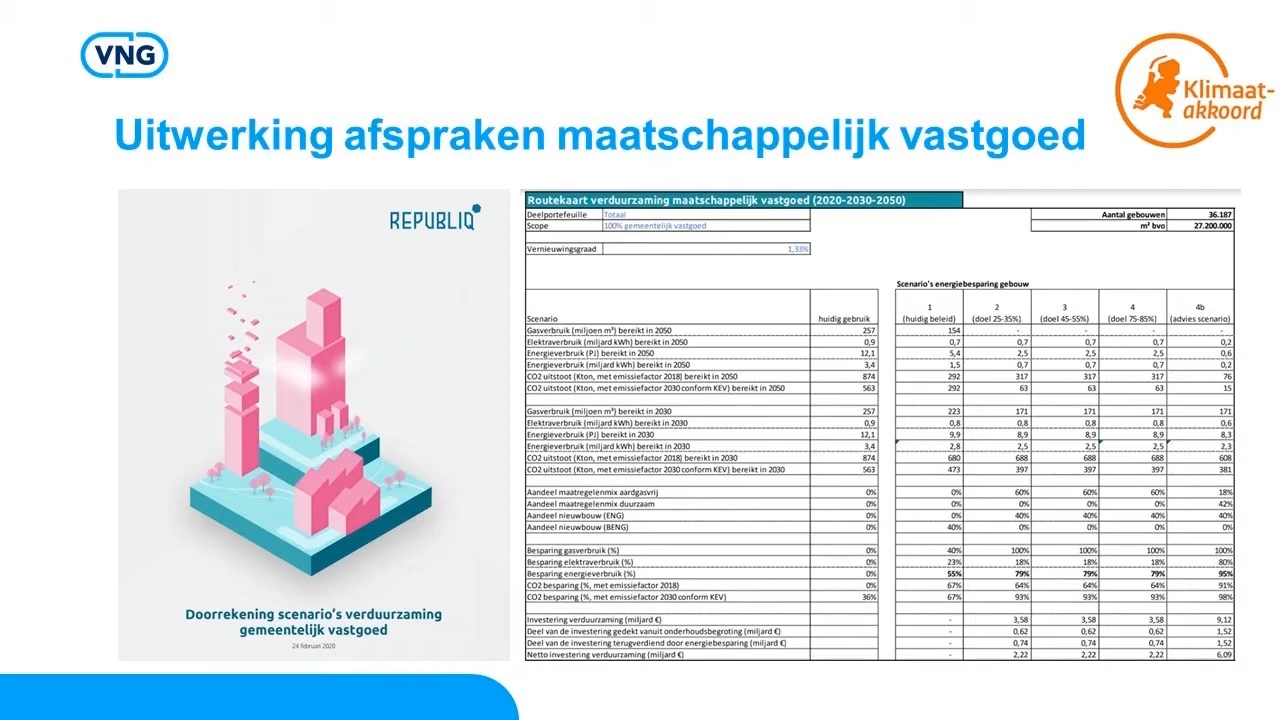 VNG
Klimaat-
akkoord
Uitwerking afspraken maatschappelijk vastgoed
REPUBLIQ
Doorrekening scenario's verduurzaming
gemeentelijk vastgoed
24 februari 2020
Routekaart verduurzaming maatschappelijk vastgoed (2020-2030-2050)
Deelportefeuille Totaal Aantal gebouwen 36.187
Scope 100% gemeentelijk vastgoed m² bvo 27.200.000
Vernieuwingsgraad 1,33%
Scenario's energiebesparing gebouw
1 2 3 4 4b
Scenario huidig gebruik (huidig beleid) (doel 25-35%) (doel 45-55%) (doel 75-85%) (advies scenario)
Gasverbruik (miljoen m³) bereikt in 2050 257 154 - - - -
Elektraverbuik (miljard kWh) bereikt in 2050 0,9 0,7 0,7 0,7 0,7 0,2
Energieverbruik (PJ) bereikt in 2050 12,1 5,4 2,5 2,5 2,5 0,6
Energieverbuik (miljard kWh) bereikt in 2050 3,4 1,5 0,7 0,7 0,7 0,2
CO2 uitstoot (Kton, met emissiefactor 2018) bereikt in 2050 874 292 317 317 317 76
CO2 uitstoot (Kton, met emissiefactor 2030 conform KEV) bereikt in 2050 563 292 63 63 63 15
Gasverbruik (miljoen m³) bereikt in 2030 257 223 171 171 171 171
Elektraverbuik (miljard kWh) bereikt in 2030 0,9 0,8 0,8 0,8 0,8 0,6
Energieverbruik (PJ) bereikt in 2030 12,1 9,9 8,9 8,9 8,9 8,3
Energieverbuik (miljard kWh) bereikt in 2030 3,4 2,8 2,5 2,5 2,5 2,3
CO2 uitstoot (Kton, met emissiefactor 2018) bereikt in 2030 874 680 688 688 688 608
CO2 uitstoot (Kton, met emissiefactor 2030 conform KEV) bereikt in 2030 563 473 397 397 397 381
Aandeel maatregelenmix aardgasvrij 0% 0% 60% 60% 60% 18%
Aandeel maatregelenmix duurzaam 0% 0% 0% 0% 0% 42%
Aandeel nieuwbouw (ENG) 0% 0% 40% 40% 40% 40%
Aandeel nieuwbouw (BENG) 0% 40% 0% 0% 0% 0%
Besparing gasverbruik (%) 0% 40% 100% 100% 100% 100%
Besparing elektraverbuik (%) 0% 23% 18% 18% 18% 80%
Besparing energieverbuik (%) 0% 55% 79% 79% 79% 95%
CO2 besparing (%, met emissiefactor 2018) 0% 67% 64% 64% 64% 91%
CO2 besparing (%, met emissiefactor 2030 conform KEV) 36% 67% 93% 93% 93% 98%
Investering verduurzaming (miljard €) - 3,58 3,58 3,58 9,12
Deel van de investering gedekt vanuit onderhoudsbegroting (miljard €) - 0,62 0,62 0,62 1,52
Deel van de investering terugverdiend door energiebesparing (miljard €) - 0,74 0,74 0,74 1,52
Netto investering verduurzaming (miljard €) - 2,22 2,22 2,22 6,09